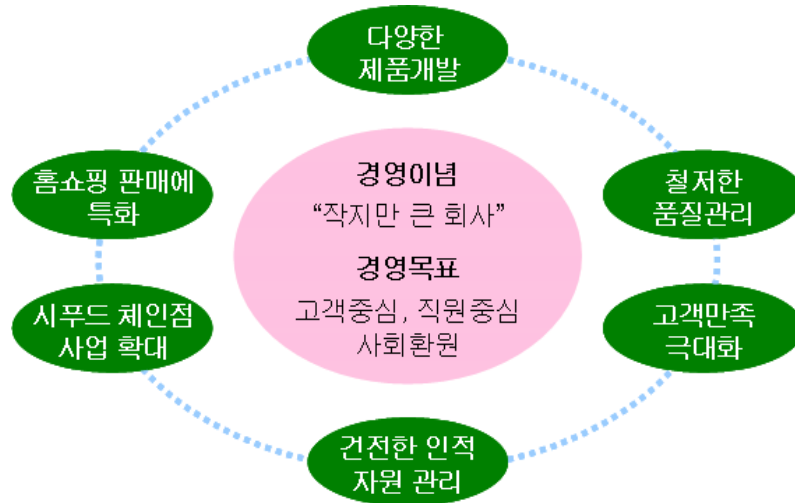 다양한
제품개발
홈쇼핑 판매에
특화
철저한
품질관리
경영이념
“작지만 큰 회사”
경영목표
고객중심, 직원중심
사회환원
시푸드 체인점
사업 확대
고객만족
극대화
건전한 인적
자원 관리